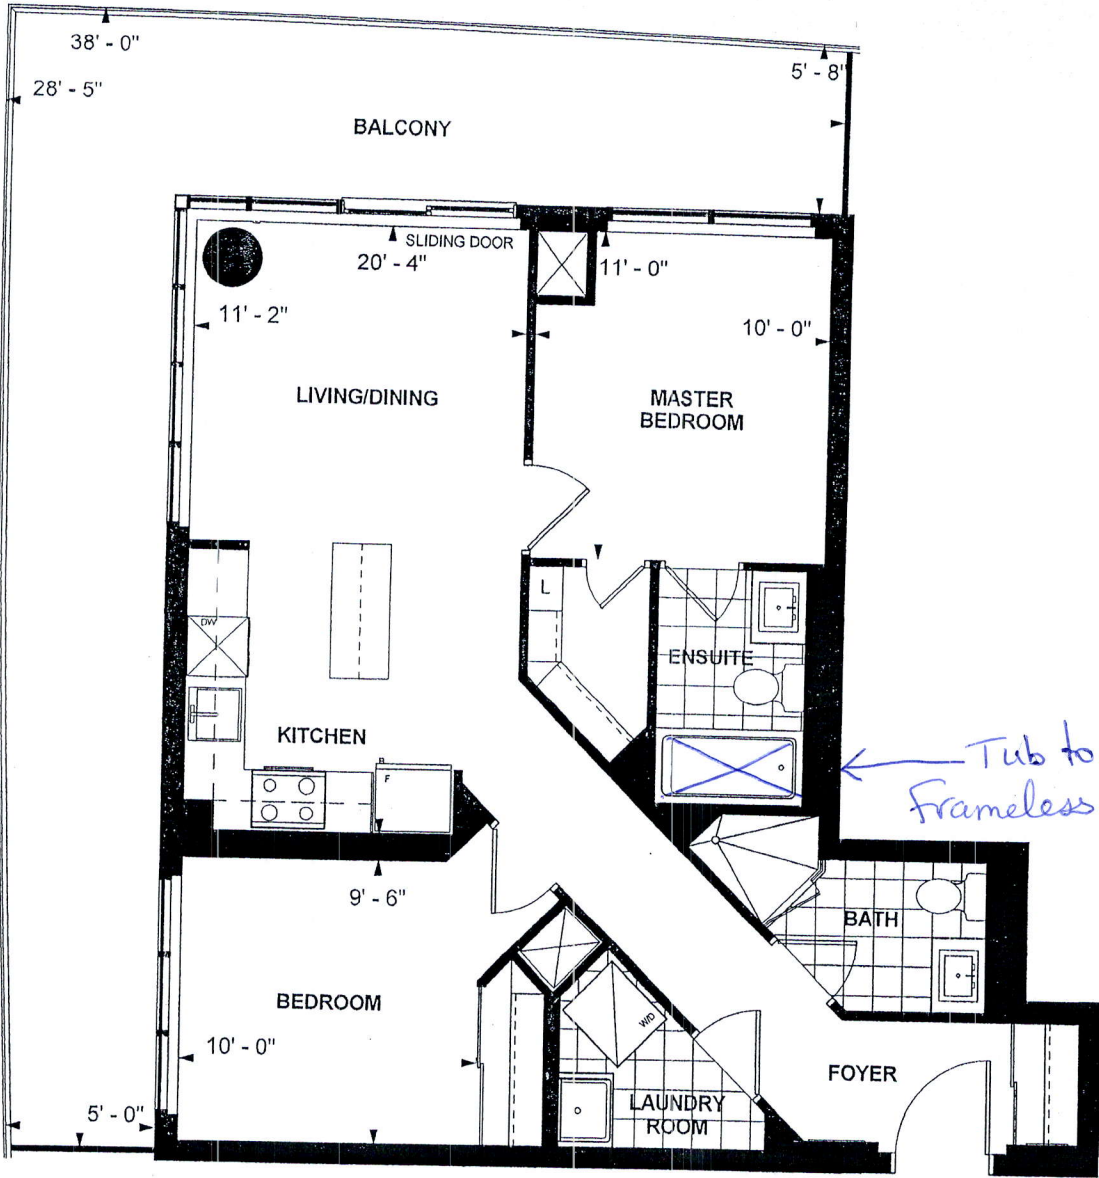 38' - 0"
5' - 8"
28' - 5"
BALCONY
SLIDING DOOR
20' - 4"
11' - 0"
11' - 2"
10' - 0"
LIVING/DINING
MASTER
BEDROOM
L
DW
ENSUITE
KITCHEN
Tub to
Frameless
F
9' - 6"
BATH
BEDROOM
W/D
10' - 0"
FOYER
5' - 0"
LAUNDRY
ROOM